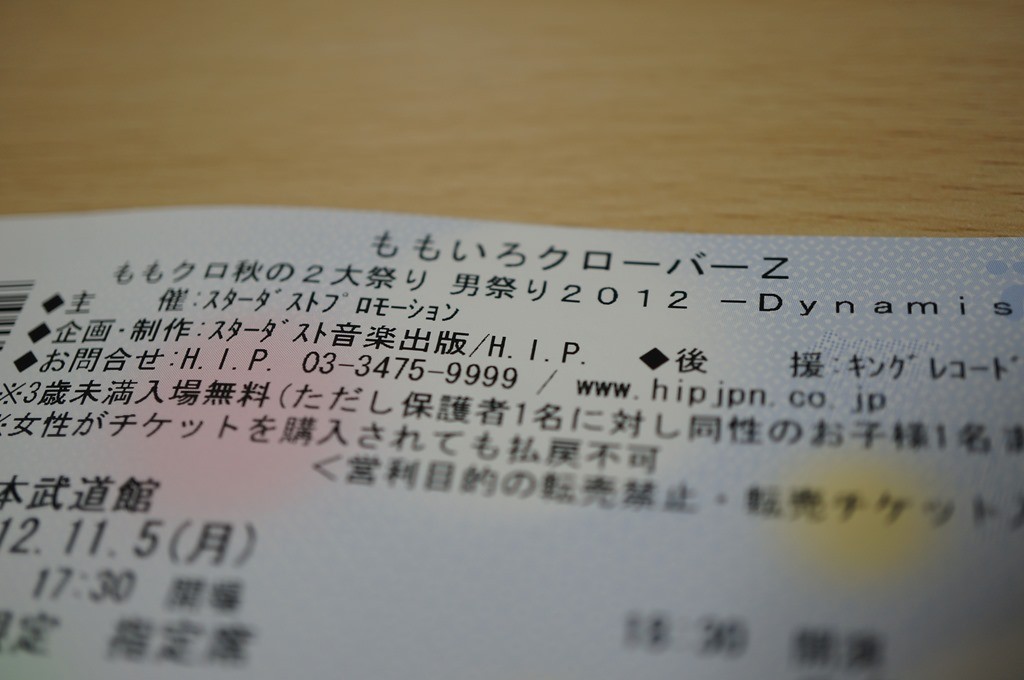 ももいろクローバーZ
ももクロ秋の2大祭り 男祭り2012 -Dynamis
◆主 催:スターダストプロモーション
◆企画・制作:スターダスト音楽出版/H.I.P. ◆後 援:キングレコード
◆お問合せ:H.I.P. 03-3475-9999 / www.hipjpn.co.jp
※3歳未満入場無料(ただし保護者1名に対し同性のお子様1名ま
※女性がチケットを購入されても払戻不可
<営利目的の転売禁止・転売チケット入
本武道館
12.11.5(月)
17:30 開場 18:30 開演
指定席